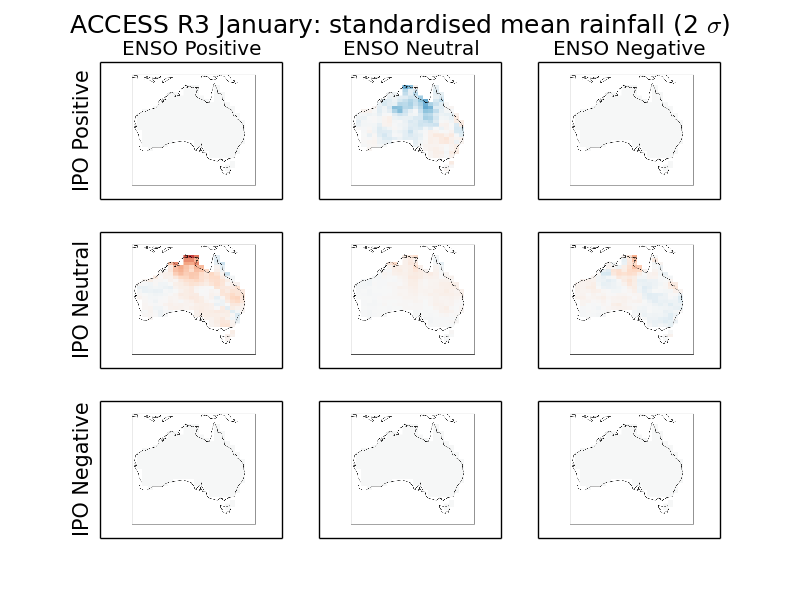 ACCESS R3 January: standardised mean rainfall (2 σ)
ENSO Positive
ENSO Neutral
ENSO Negative
IPO Positive
IPO Neutral
IPO Negative